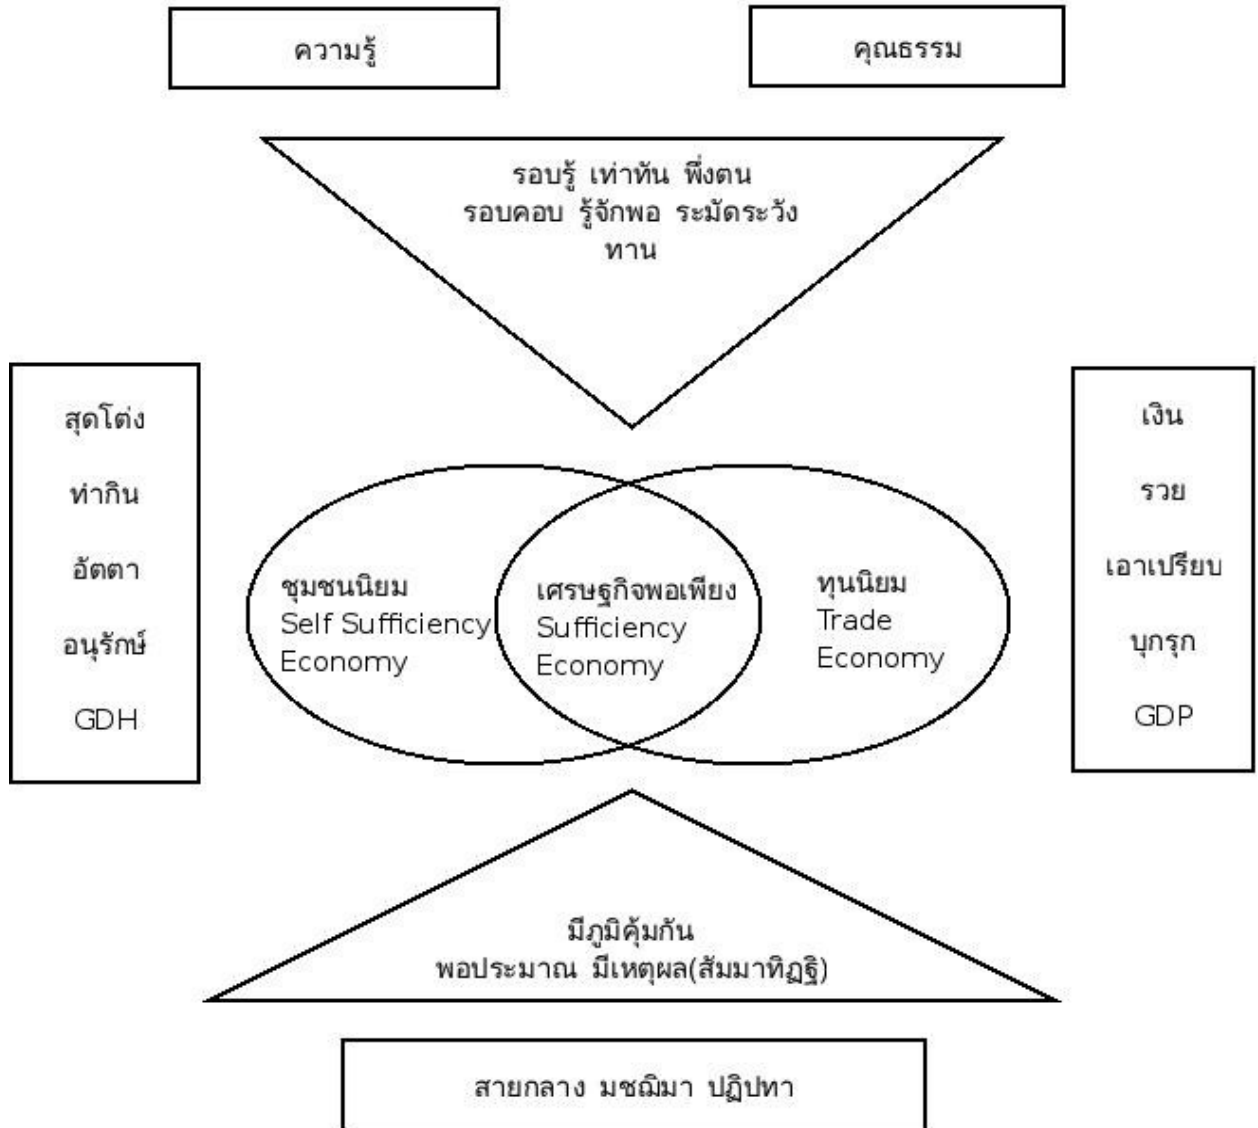 ความรู้
คุณธรรม
รอบรู้ เท่าทัน พึ่งตน
รอบคอบ รู้จักพอ ระมัดระวัง
ทาน
สุดโต่ง
ทำกิน
อัตตา
อนุรักษ์
GDH
ชุมชนนิยม
Self Sufficiency
Economy
เศรษฐกิจพอเพียง
Sufficiency
Economy
ทุนนิยม
Trade
Economy
เงิน
รวย
เอาเปรียบ
บุกรุก
GDP
มีภูมิคุ้มกัน
พอประมาณ มีเหตุผล(สัมมาทิฏฐิ)
สายกลาง มชฌิมา ปฏิปทา